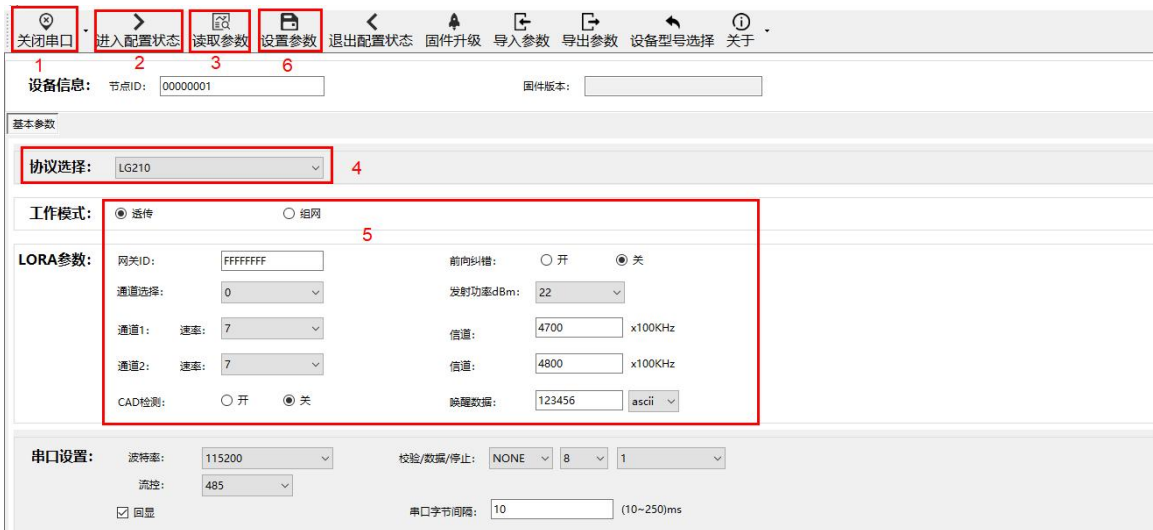 关闭串口 进入配置状态 读取参数 设置参数 退出配置状态 固件升级 导入参数 导出参数 设备型号选择 关于
1 2 3 6
设备信息： 节点ID： 00000001 固件版本：
基本参数
协议选择： LG210 4
工作模式： 透传 组网
5
LORA参数： 网关ID： FFFFFFFF 前向纠错： 开 关
通道选择： 0 发射功率dBm： 22
通道1： 速率： 7 信道： 4700 x100KHz
通道2： 速率： 7 信道： 4800 x100KHz
CAD检测： 开 关 唤醒数据： 123456 ascii
串口设置： 波特率： 115200 校验/数据/停止： NONE 8 1
流控： 485
回显 串口字节间隔： 10 (10~250)ms